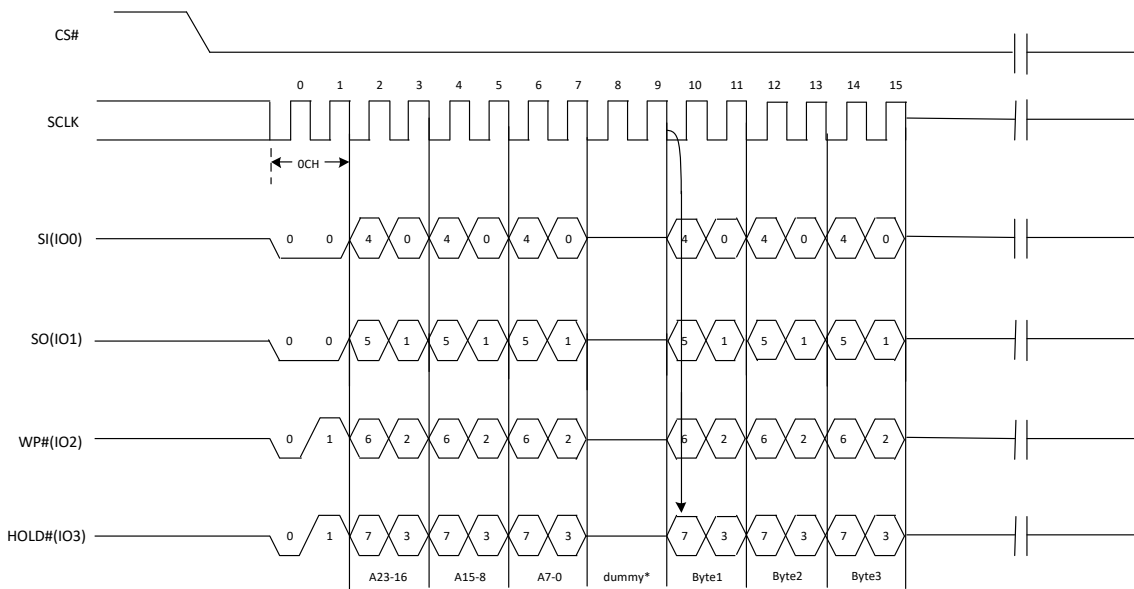 CS#
0 1 2 3 4 5 6 7 8 9 10 11 12 13 14 15
SCLK
0CH
SI(IO0) 0 0 4 0 4 0 4 0 4 0 4 0 4 0
SO(IO1) 0 0 5 1 5 1 5 1 5 1 5 1 5 1
WP#(IO2) 0 1 6 2 6 2 6 2 6 2 6 2 6 2
HOLD#(IO3) 0 1 7 3 7 3 7 3 7 3 7 3 7 3
A23-16 A15-8 A7-0 dummy* Byte1 Byte2 Byte3